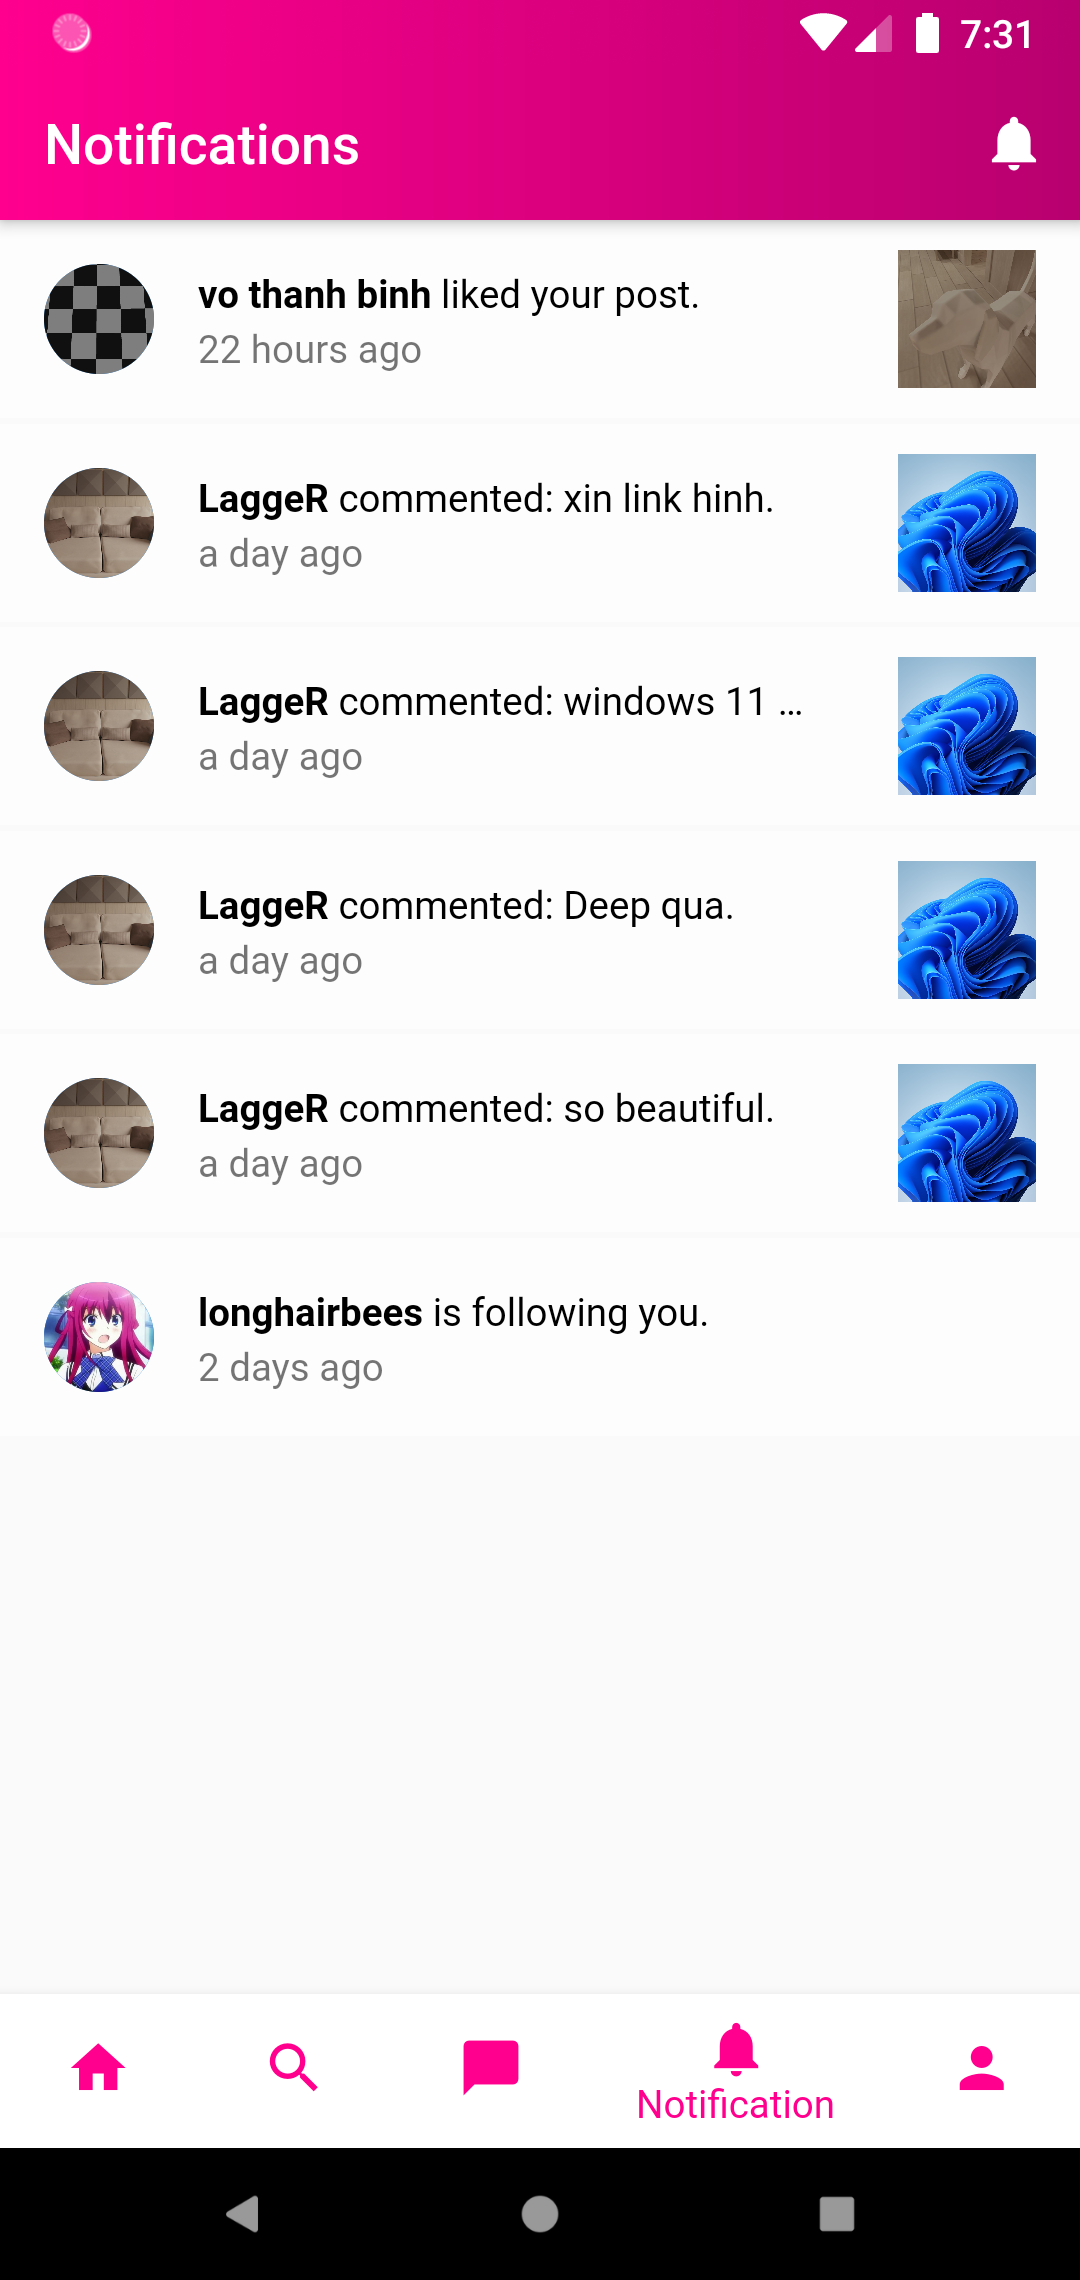 7:31
Notifications
vo thanh binh liked your post.
22 hours ago
LaggeR commented: xin link hinh.
a day ago
LaggeR commented: windows 11 ...
a day ago
LaggeR commented: Deep qua.
a day ago
LaggeR commented: so beautiful.
a day ago
longhairbees is following you.
2 days ago
Notification